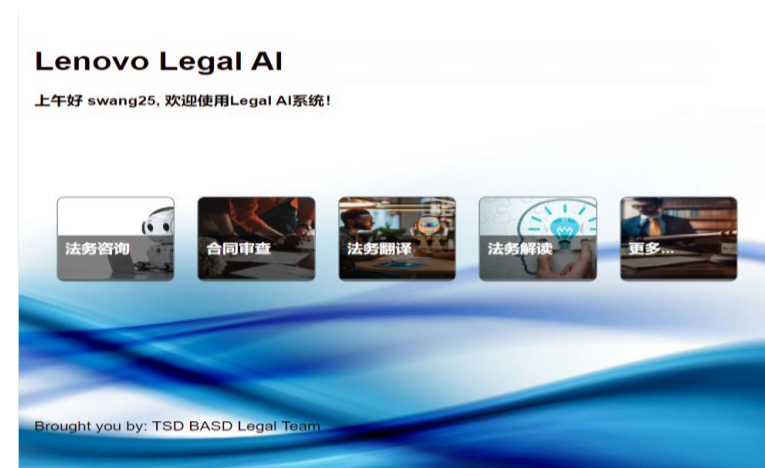 Lenovo Legal AI
上午好 swang25, 欢迎使用Legal AI系统!
法务咨询
合同审查
法务翻译
法务解读
更多...
Brought you by: TSD BASD Legal Team